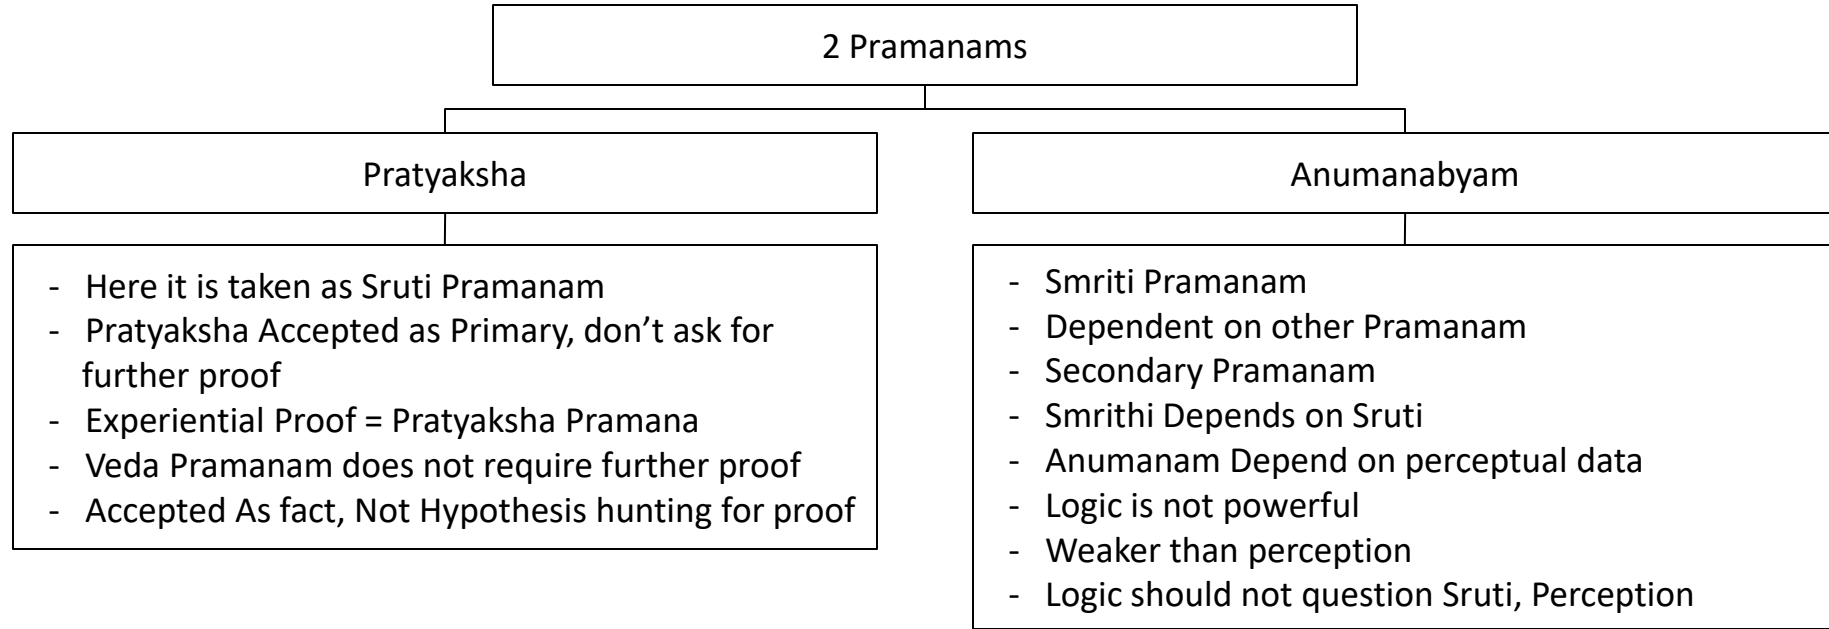 2 Pramanams
Pratyaksha
- Here it is taken as Sruti Pramanam
- Pratyaksha Accepted as Primary, don’t ask for
further proof
- Experiential Proof = Pratyaksha Pramana
- Veda Pramanam does not require further proof
- Accepted As fact, Not Hypothesis hunting for proof
Anumanabyam
- Smriti Pramanam
- Dependent on other Pramanam
- Secondary Pramanam
- Smrithi Depends on Sruti
- Anumanam Depend on perceptual data
- Logic is not powerful
- Weaker than perception
- Logic should not question Sruti, Perception